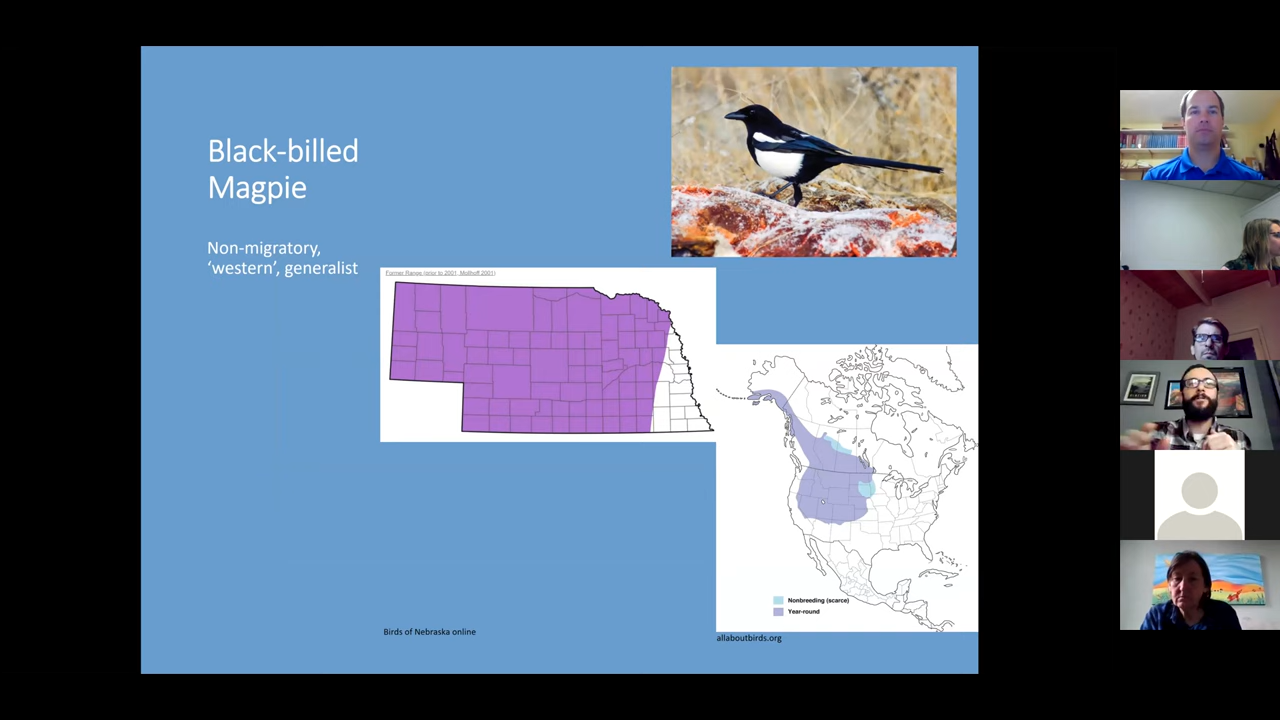 Black-billed
Magpie
Non-migratory,
‘western’, generalist
Former Range (prior to 2001, Mollhoff 2001)
Nonbreeding (scarce)
Year-round
Birds of Nebraska online
allaboutbirds.org